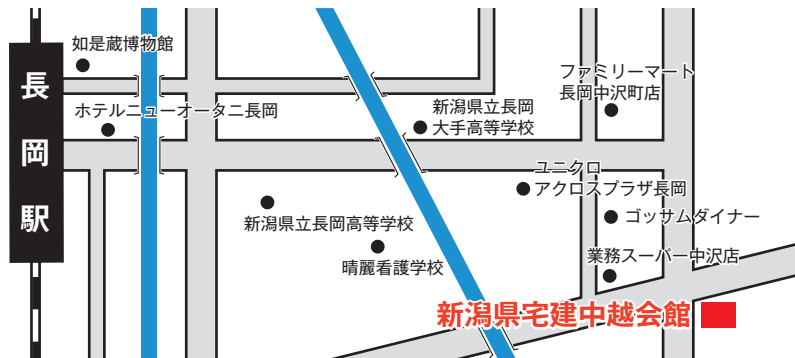 如是蔵博物館
長岡駅
ホテルニューオータニ長岡
ファミリーマート
長岡中沢町店
新潟県立長岡
大手高等学校
ユニクロ
アクロスプラザ長岡
新潟県立長岡高等学校
ゴッサムダイナー
晴麗看護学校
業務スーパー中沢店
新潟県宅建中越会館